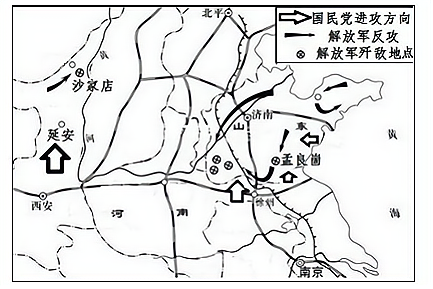 国民党进攻方向
解放军反攻
解放军歼敌地点
北平
沙家店
黄
河
延安
济南
山
东
孟良崮
黄
海
西安
河
南
徐州
南京